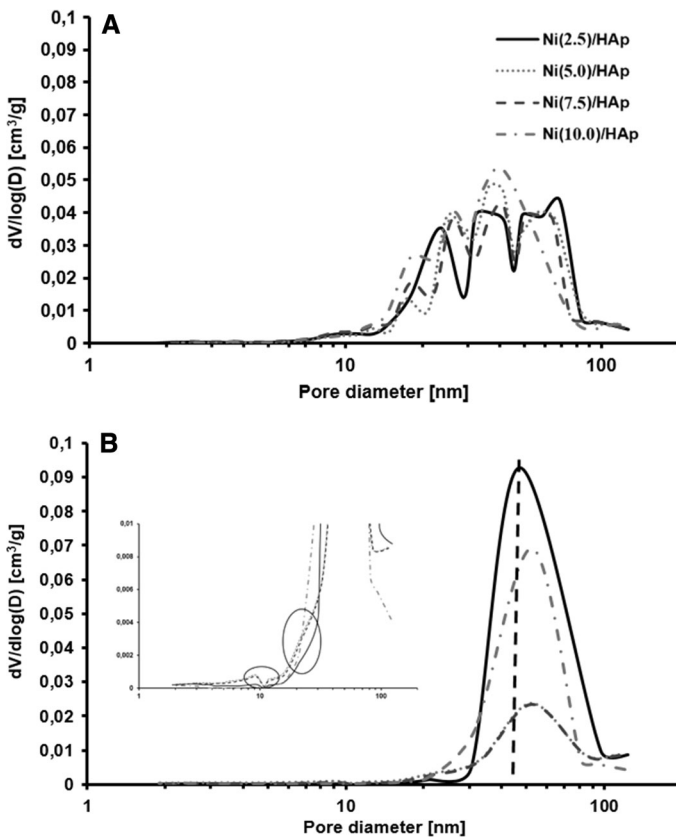 A
0,1
0,09
0,08
0,07
0,06
0,05
0,04
0,03
0,02
0,01
0
dV/log(D) [cm³/g]
Ni(2.5)/HAp
Ni(5.0)/HAp
Ni(7.5)/HAp
Ni(10.0)/HAp
1 10 100
Pore diameter [nm]
B
0,1
0,09
0,08
0,07
0,06
0,05
0,04
0,03
0,02
0,01
0
dV/dlog(D) [cm³/g]
0,01
0,008
0,006
0,004
0,002
0
1 10 100
1 10 100
Pore diameter [nm]